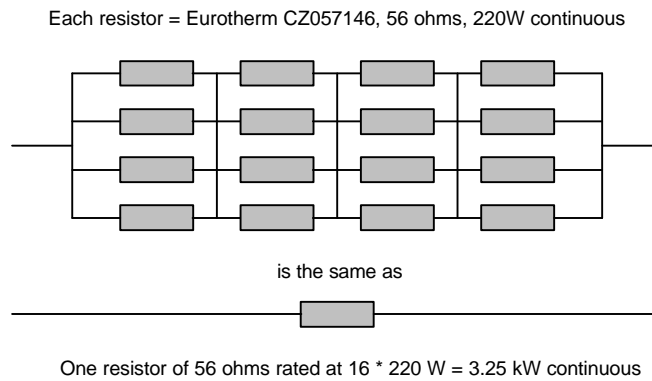 Each resistor = Eurotherm CZ057146, 56 ohms, 220W continuous
is the same as
One resistor of 56 ohms rated at 16 * 220 W = 3.25 kW continuous